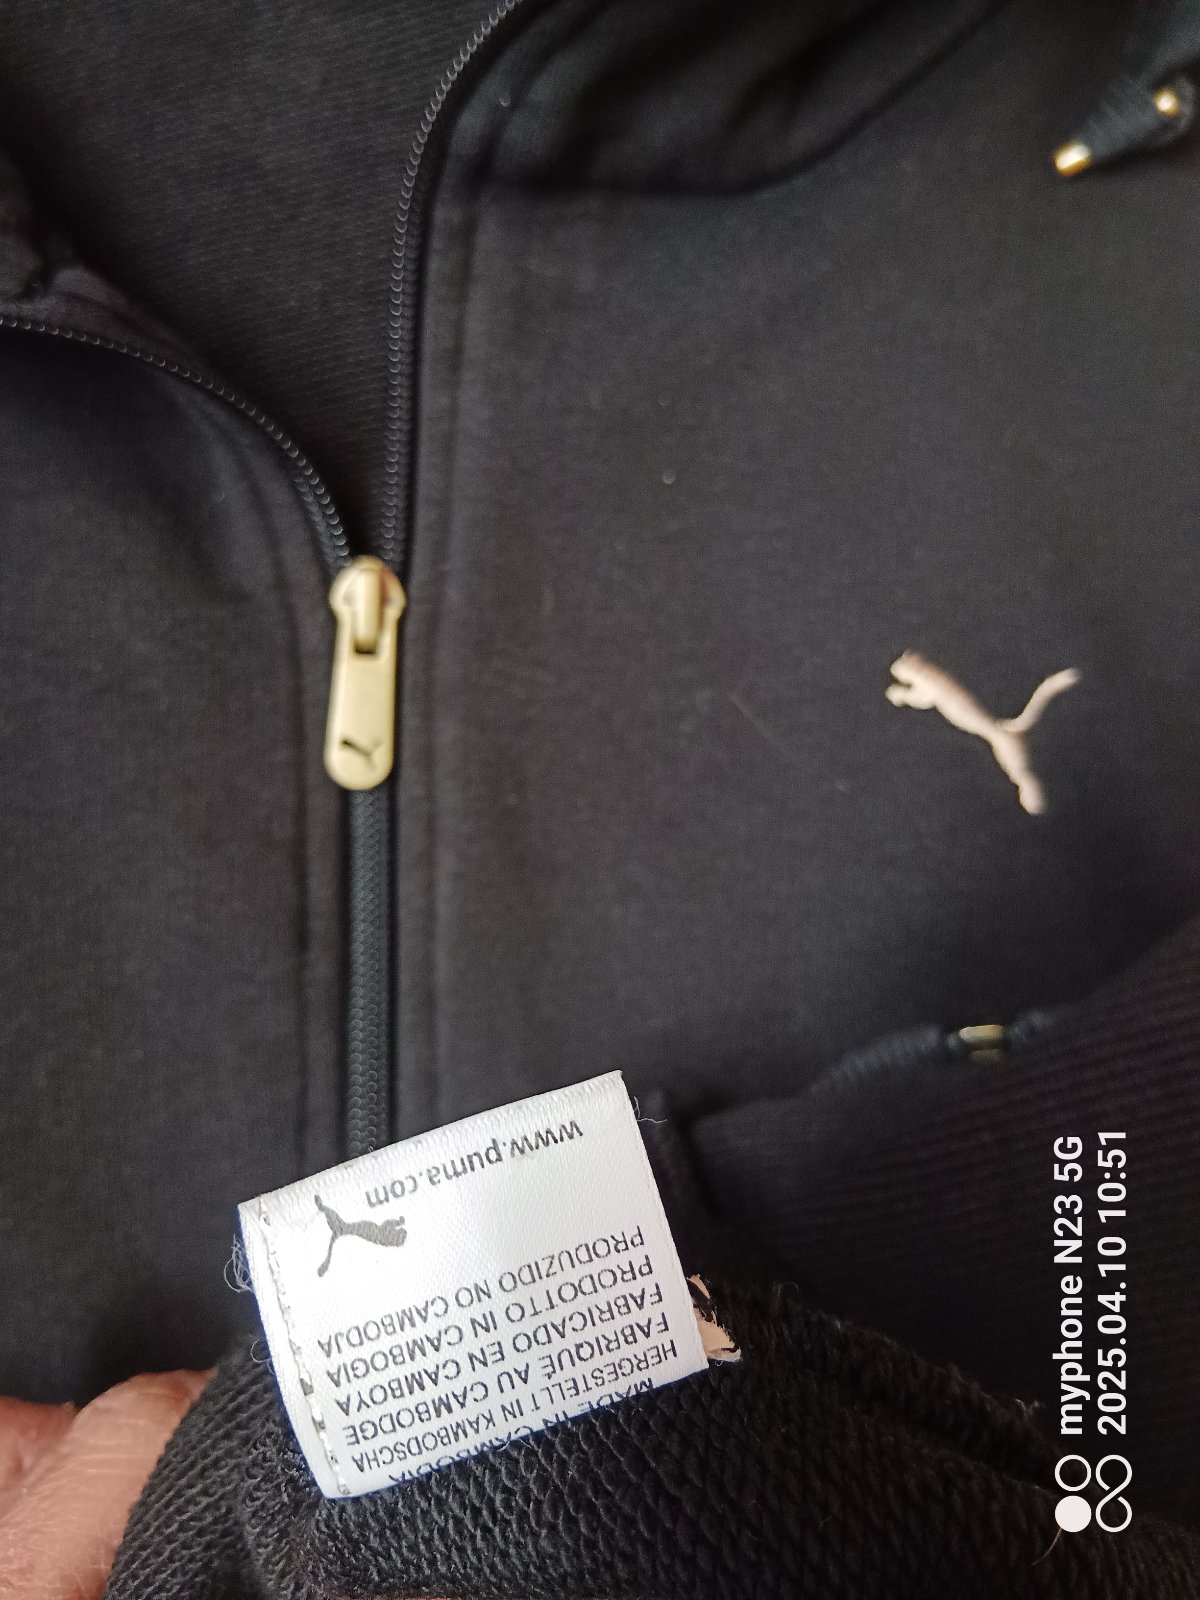 MADE IN CAMBODIA
HERGESTELLT IN KAMBODSCHA
FABRIQUÉ AU CAMBODGE
FABRICADO EN CAMBOYA
PRODOTTO IN CAMBOGIA
PRODUZIDO NO CAMBODJA
www.puma.com
myphone N23 5G
2025.04.10 10:51